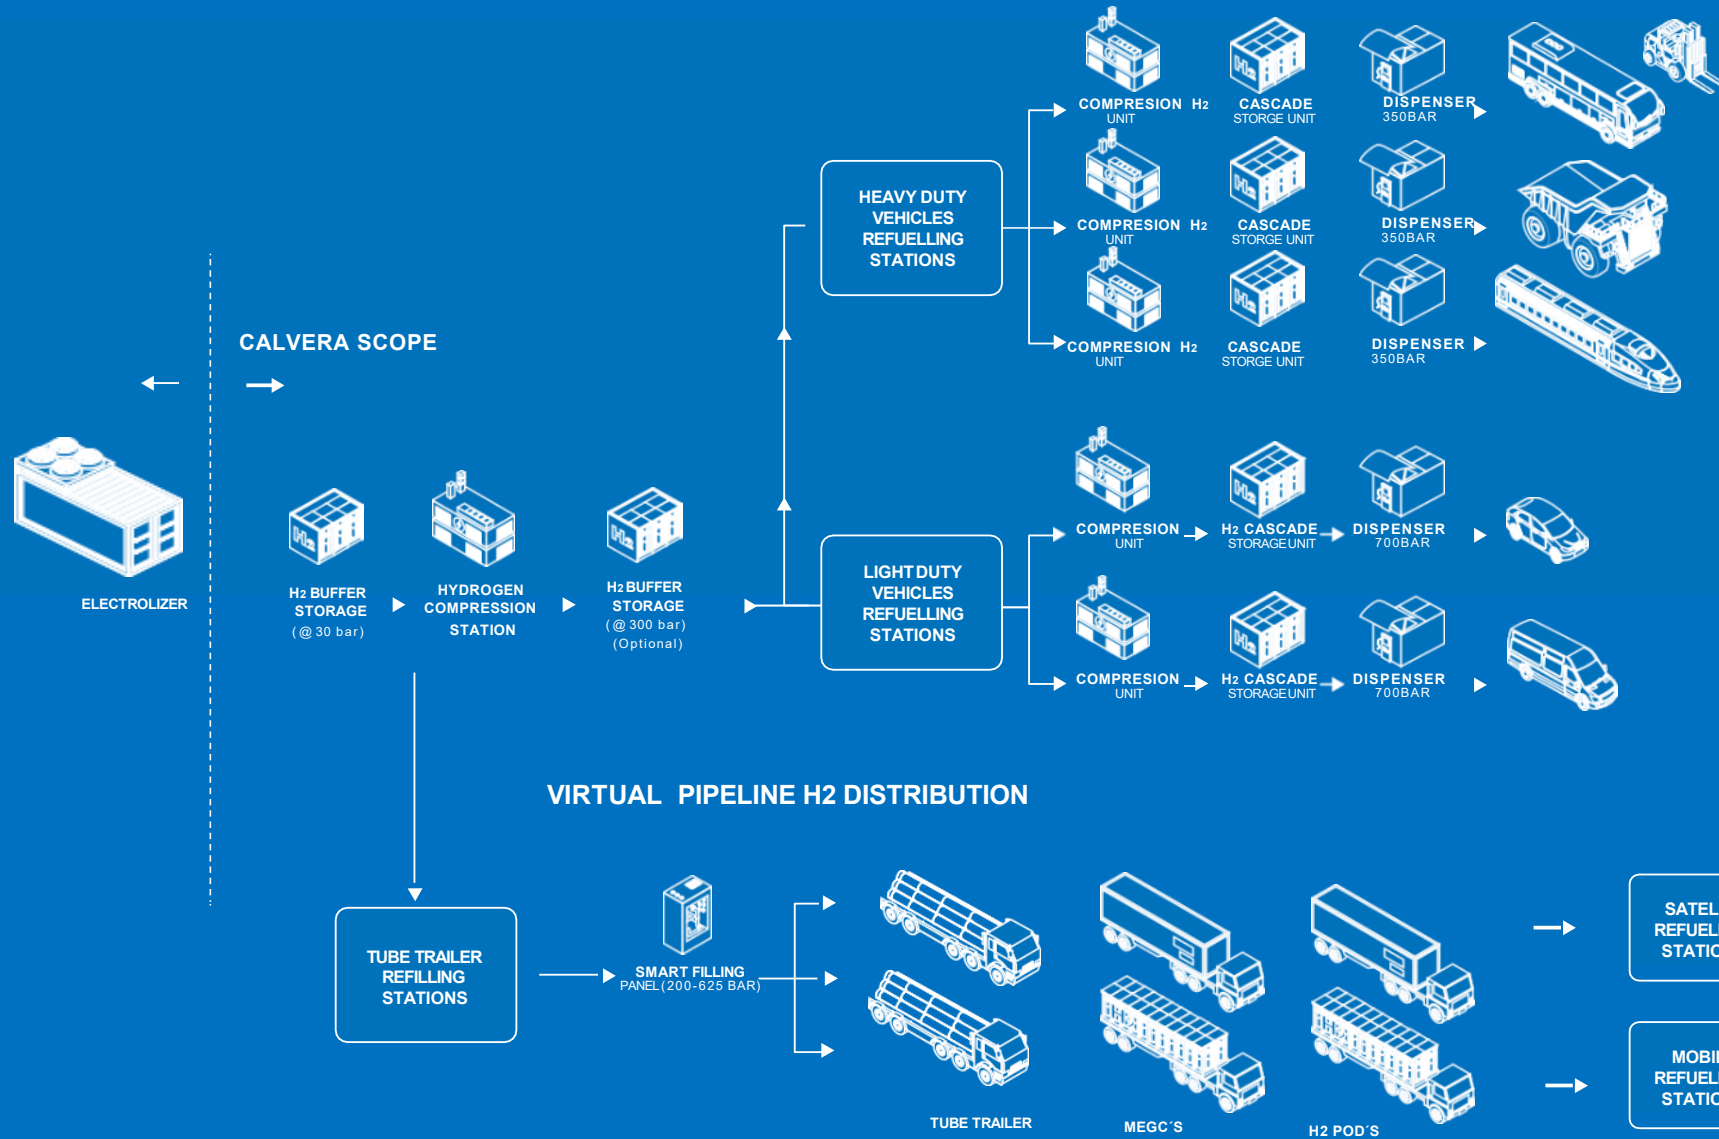 COMPRESION H2
UNIT
CASCADE
STORGE UNIT
DISPENSER
350BAR
COMPRESION H2
UNIT
CASCADE
STORGE UNIT
DISPENSER
350BAR
HEAVY DUTY
VEHICLES
REFUELLING
STATIONS
COMPRESION H2
UNIT
CASCADE
STORGE UNIT
DISPENSER
350BAR
CALVERA SCOPE
ELECTROLIZER
H2 BUFFER
STORAGE
(@ 30 bar)
HYDROGEN
COMPRESSION
STATION
H2 BUFFER
STORAGE
(@ 300 bar)
(Optional)
LIGHT DUTY
VEHICLES
REFUELLING
STATIONS
COMPRESION
UNIT
H2 CASCADE
STORAGE UNIT
DISPENSER
700BAR
COMPRESION
UNIT
H2 CASCADE
STORAGE UNIT
DISPENSER
700BAR
VIRTUAL PIPELINE H2 DISTRIBUTION
TUBE TRAILER
REFILLING
STATIONS
SMART FILLING
PANEL (200-625 BAR)
TUBE TRAILER
MEGC´S
H2 POD´S